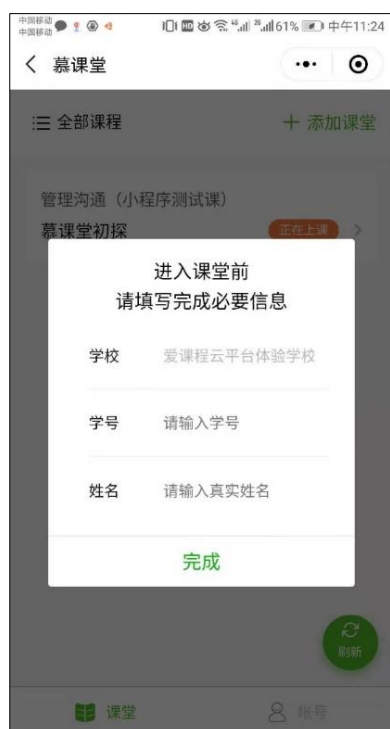 中国移动
中国移动
HD 46 26 61% 中午11:24
慕课堂
全部课程
+ 添加课堂
管理沟通（小程序测试课）
慕课堂初探
正在上课
进入课堂前
请填写完成必要信息
学校 爱课程云平台体验学校
学号 请输入学号
姓名 请输入真实姓名
完成
刷新
课堂
帐号